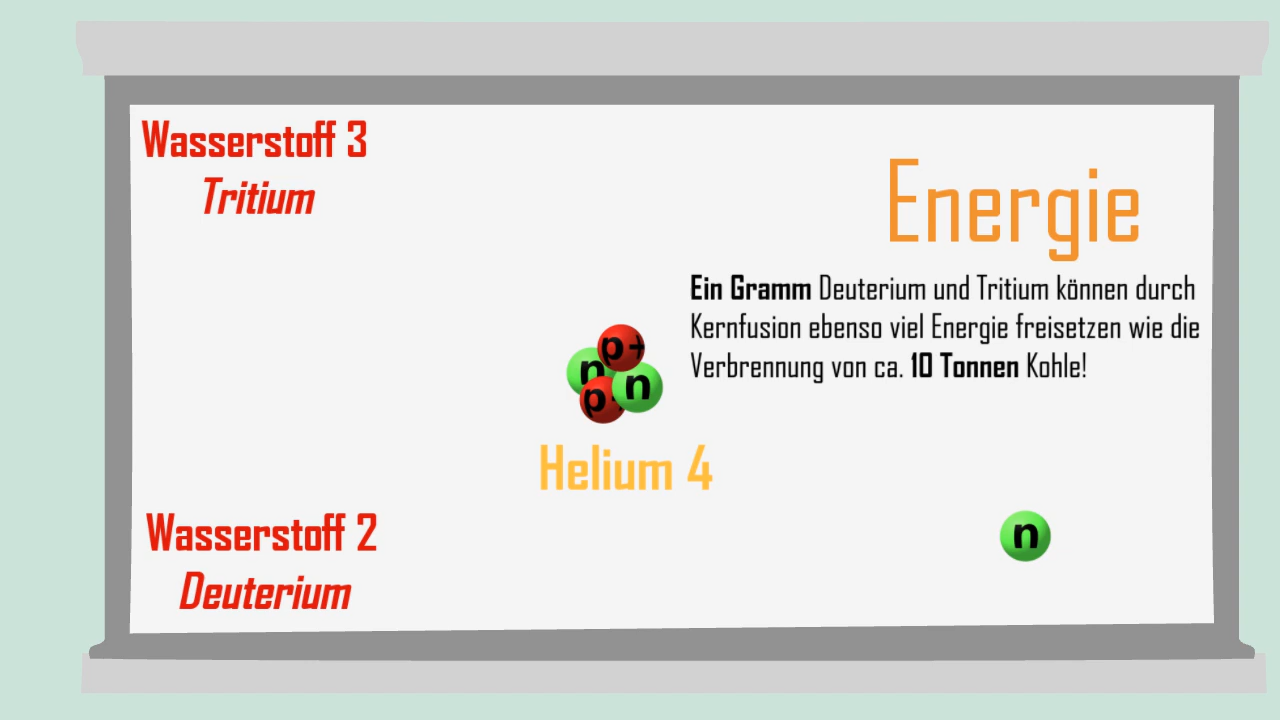 Wasserstoff 3
Tritium
Energie
Ein Gramm Deuterium und Tritium können durch
Kernfusion ebenso viel Energie freisetzen wie die
Verbrennung von ca. 10 Tonnen Kohle!
p+
n
n
p
Helium 4
Wasserstoff 2
Deuterium
n